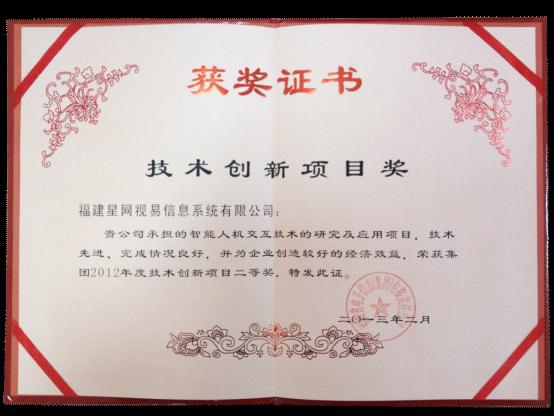 获奖证书
技术创新项目奖
福建星网视易信息系统有限公司：
贵公司承担的智能人机交互技术的研究及应用项目，技术
先进、完成情况良好，并为企业创造较好的经济效益，荣获集
团2012年度技术创新项目二等奖，特发此证。
二〇一三年二月